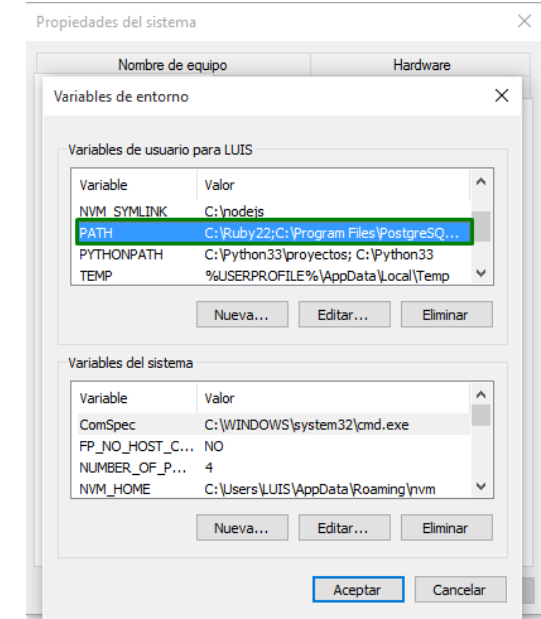 Propiedades del sistema
Nombre de equipo Hardware
Variables de entorno
Variables de usuario para LUIS
Variable Valor
NVM_SYMLINK C:\nodejs
PATH C:\Ruby22;C:\Program Files\PostgreSQ...
PYTHONPATH C:\Python33\proyectos; C:\Python33
TEMP %USERPROFILE%\AppData\Local\Temp
Nueva... Editar... Eliminar
Variables del sistema
Variable Valor
ComSpec C:\WINDOWS\system32\cmd.exe
FP_NO_HOST_C... NO
NUMBER_OF_P... 4
NVM_HOME C:\Users\LUIS\AppData\Roaming\nvm
Nueva... Editar... Eliminar
Aceptar Cancelar